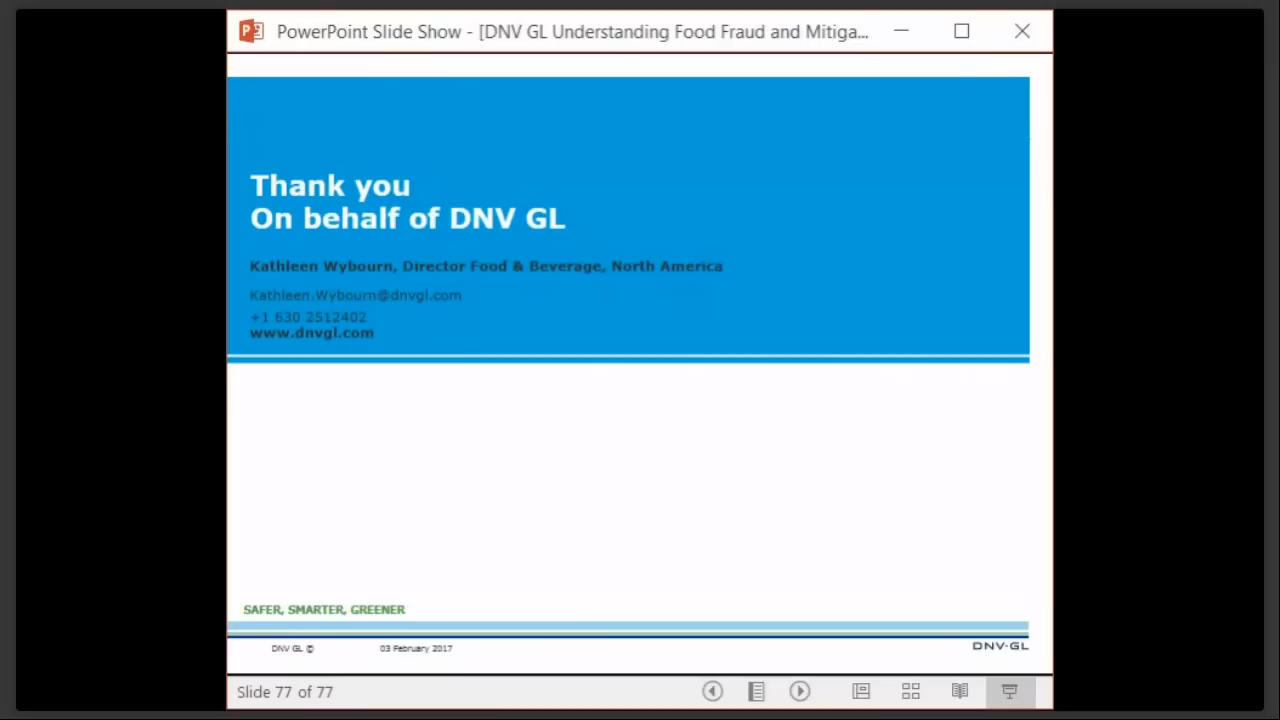 PowerPoint Slide Show - [DNV GL Understanding Food Fraud and Mitiga...
Thank you
On behalf of DNV GL
Kathleen Wybourn, Director Food & Beverage, North America
Kathleen.Wybourn@dnvgl.com
+1 630 2512402
www.dnvgl.com
SAFER, SMARTER, GREENER
DNV GL © 03 February 2017 DNV·GL
Slide 77 of 77